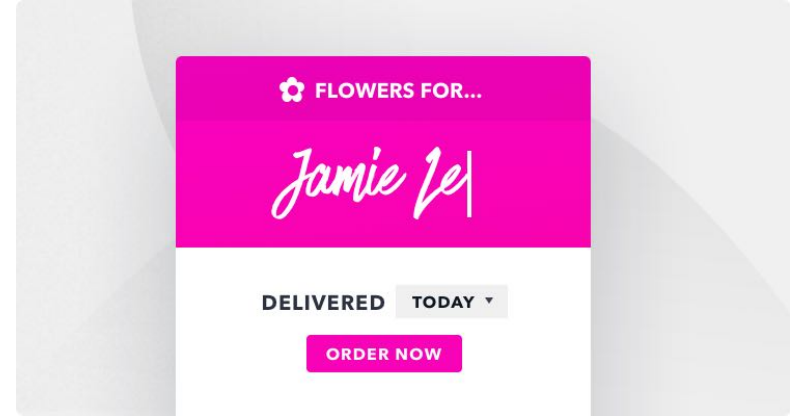 FLOWERS FOR...
Jamie Le
DELIVERED TODAY
ORDER NOW